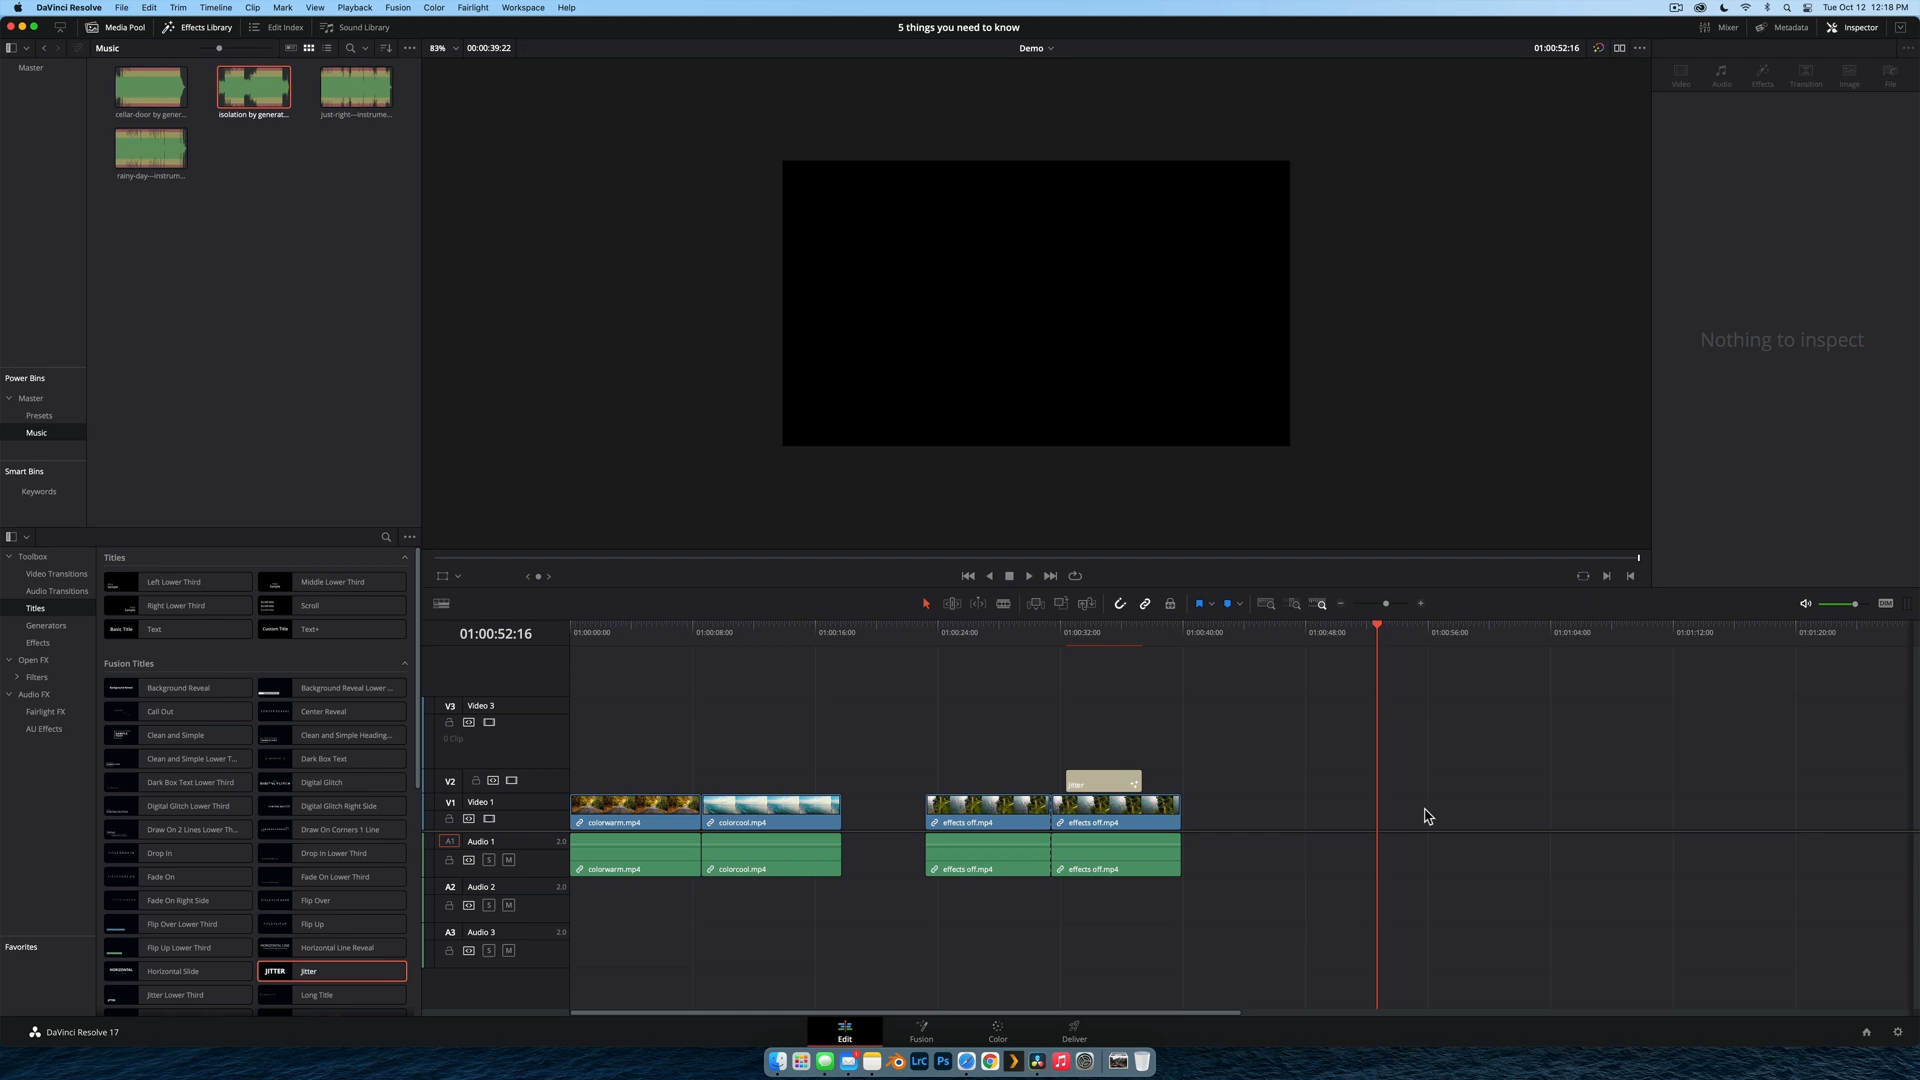 DaVinci Resolve File Edit Trim Timeline Clip Mark View Playback Fusion Color Fairlight Workspace Help Tue Oct 12 12:18 PM
Media Pool Effects Library Edit Index Sound Library 5 things you need to know Mixer Metadata Inspector
Music 83% 00:00:39:22 Demo 01:00:52:16
Master
Video Audio Effects Transition Image File
cellar-door by gener... isolation by generat... just-right---instrume...
rainy-day---instrum...
Nothing to inspect
Power Bins
Master
Presets
Music
Smart Bins
Keywords
Toolbox
Video Transitions
Audio Transitions
Titles
Generators
Effects
Open FX
Filters
Audio FX
Fairlight FX
AU Effects
Favorites
Titles
Left Lower Third Middle Lower Third
Right Lower Third Scroll
Basic Title Text Custom Title Text+
Fusion Titles
Background Reveal Background Reveal Lower ...
Call Out Center Reveal
Clean and Simple Clean and Simple Heading...
Clean and Simple Lower T... Dark Box Text
Dark Box Text Lower Third Digital Glitch
Digital Glitch Lower Third Digital Glitch Right Side
Draw On 2 Lines Lower Th... Draw On Corners 1 Line
Drop In Drop In Lower Third
Fade On Fade On Lower Third
Fade On Right Side Flip Over
Flip Over Lower Third Flip Up
Flip Up Lower Third Horizontal Line Reveal
HORIZONTAL Horizontal Slide JITTER Jitter
Jitter Lower Third Long Title
DIM
01:00:52:16 01:00:00:00 01:00:08:00 01:00:16:00 01:00:24:00 01:00:32:00 01:00:40:00 01:00:48:00 01:00:56:00 01:01:04:00 01:01:12:00 01:01:20:00
V3 Video 3
0 Clip
V2 Jitter
V1 Video 1
colorwarm.mp4 colorcool.mp4 effects off.mp4 effects off.mp4
A1 Audio 1 2.0
S M colorwarm.mp4 colorcool.mp4 effects off.mp4 effects off.mp4
A2 Audio 2 2.0
S M
A3 Audio 3 2.0
S M
DaVinci Resolve 17 Edit Fusion Color Deliver
LrC Ps